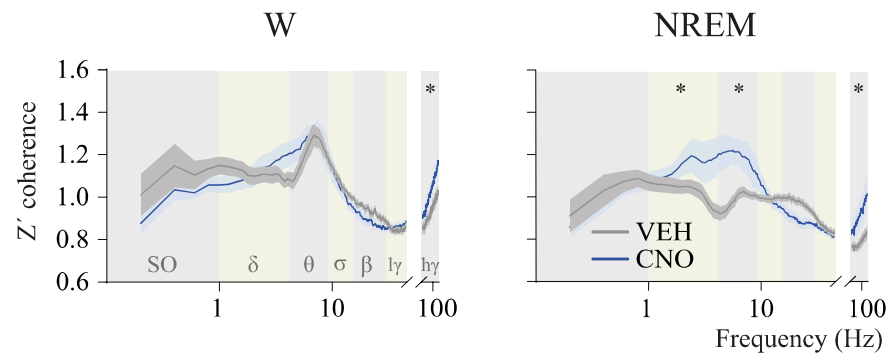 W NREM
1.6
1.4 * * *
1.2
1.0
0.8
0.6
Z´ coherence
SO δ θ σ β lγ hγ
VEH
CNO
1 10 100 1 10 100
Frequency (Hz)
*